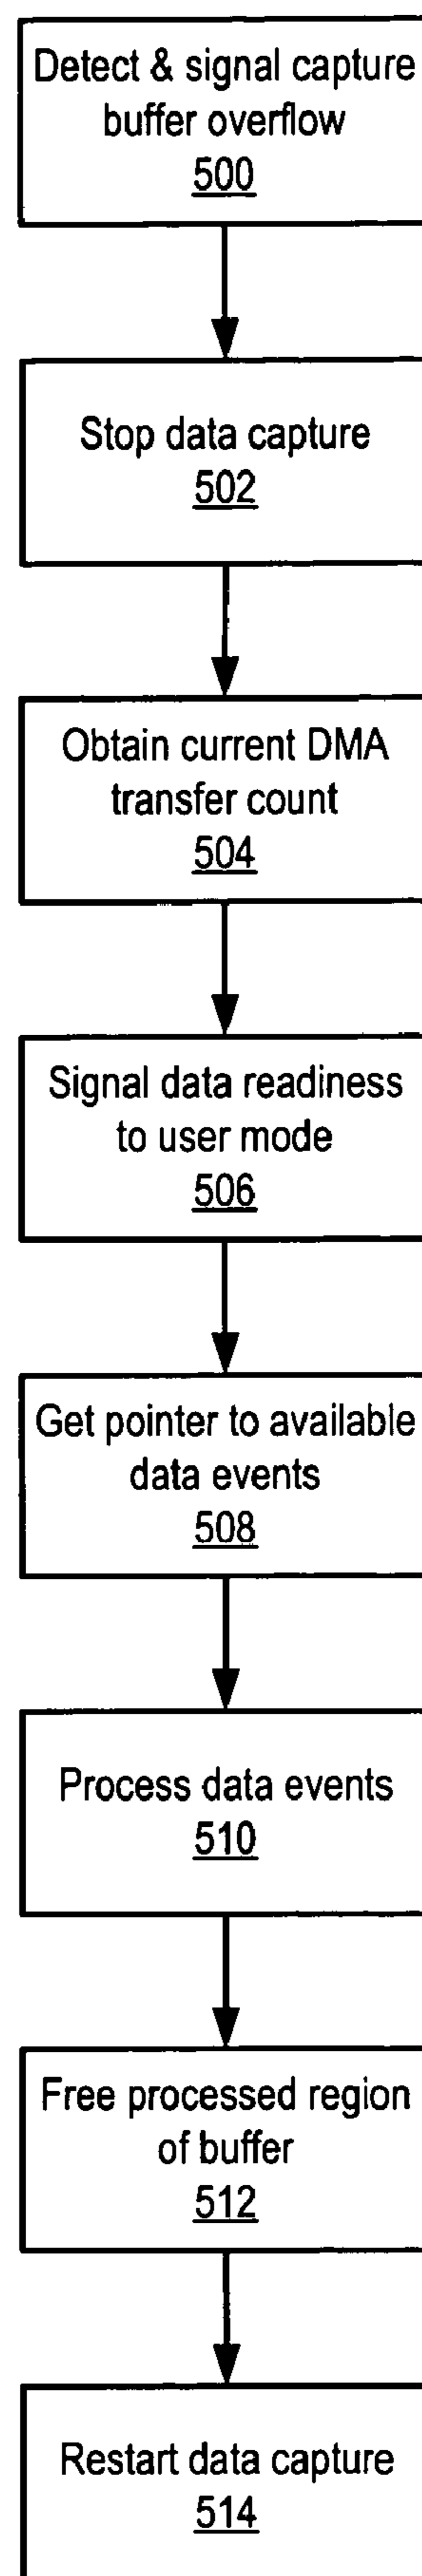 Detect & signal capture
buffer overflow
500
Stop data capture
502
Obtain current DMA
transfer count
504
Signal data readiness
to user mode
506
Get pointer to available
data events
508
Process data events
510
Free processed region
of buffer
512
Restart data capture
514